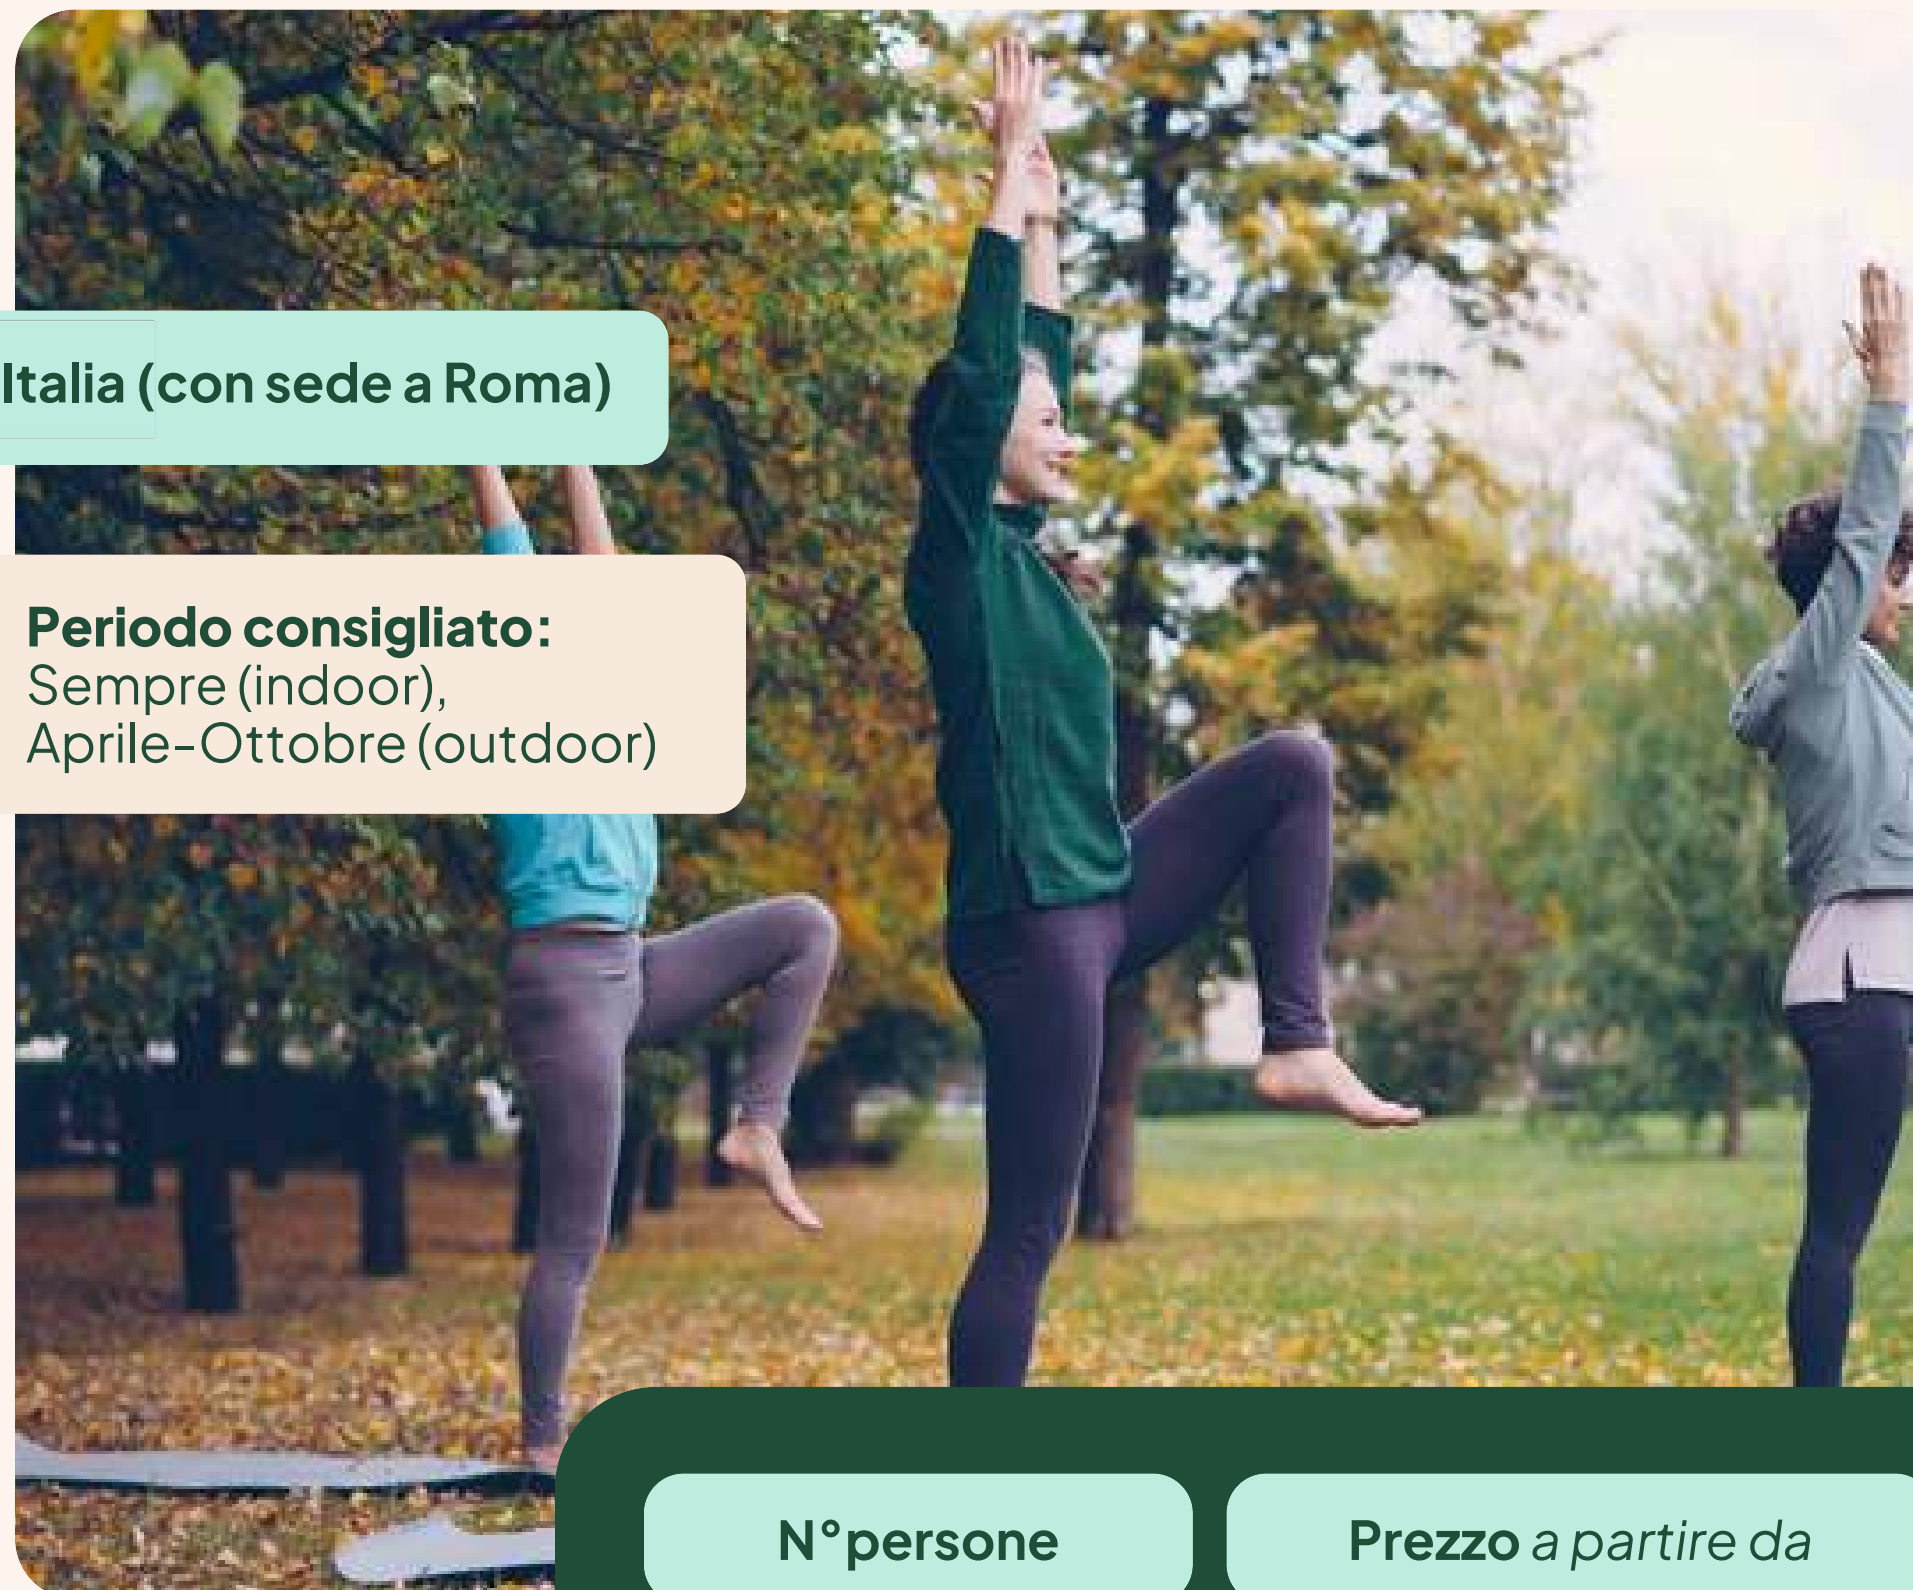 Italia (con sede a Roma)
Periodo consigliato:
Sempre (indoor),
Aprile-Ottobre (outdoor)
N°persone
Prezzo a partire da